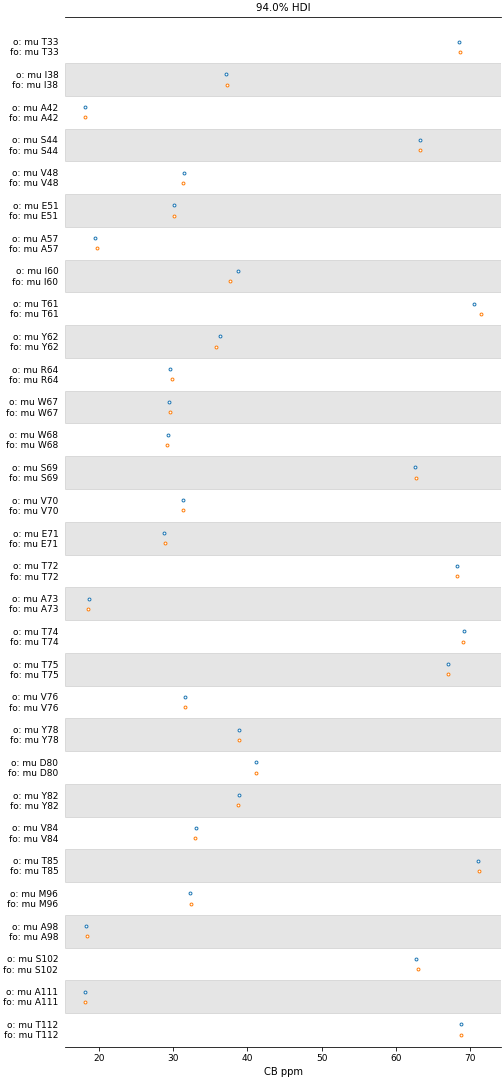 94.0% HDI
o: mu T33
fo: mu T33
o: mu I38
fo: mu I38
o: mu A42
fo: mu A42
o: mu S44
fo: mu S44
o: mu V48
fo: mu V48
o: mu E51
fo: mu E51
o: mu A57
fo: mu A57
o: mu I60
fo: mu I60
o: mu T61
fo: mu T61
o: mu Y62
fo: mu Y62
o: mu R64
fo: mu R64
o: mu W67
fo: mu W67
o: mu W68
fo: mu W68
o: mu S69
fo: mu S69
o: mu V70
fo: mu V70
o: mu E71
fo: mu E71
o: mu T72
fo: mu T72
o: mu A73
fo: mu A73
o: mu T74
fo: mu T74
o: mu T75
fo: mu T75
o: mu V76
fo: mu V76
o: mu Y78
fo: mu Y78
o: mu D80
fo: mu D80
o: mu Y82
fo: mu Y82
o: mu V84
fo: mu V84
o: mu T85
fo: mu T85
o: mu M96
fo: mu M96
o: mu A98
fo: mu A98
o: mu S102
fo: mu S102
o: mu A111
fo: mu A111
o: mu T112
fo: mu T112
20 30 40 50 60 70
CB ppm